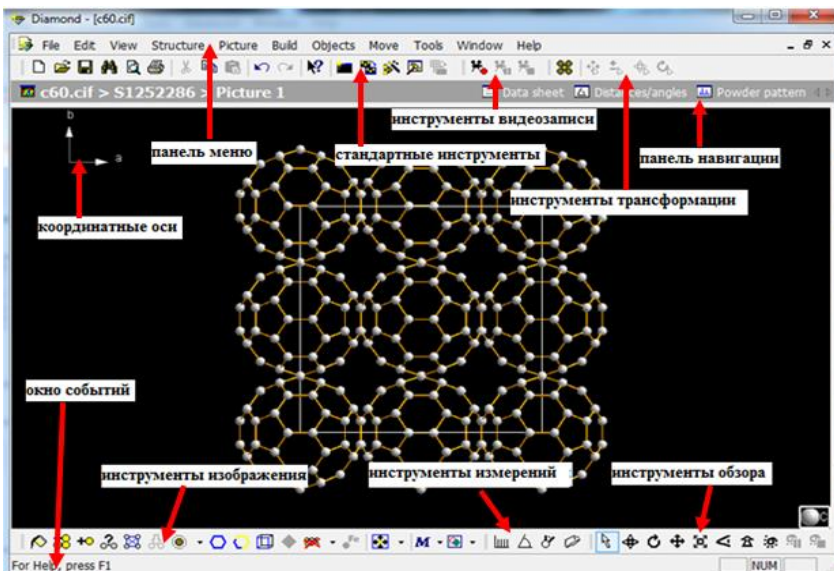 Diamond - [c60.cif]
File Edit View Structure Picture Build Objects Move Tools Window Help
c60.cif > S1252286 > Picture 1
Data sheet Distances/angles Powder pattern
инструменты видеозаписи
b
a
панель меню
стандартные инструменты
панель навигации
инструменты трансформации
координатные оси
окно событий
инструменты изображения
инструменты измерений
инструменты обзора
C
M
For Help, press F1
NUM